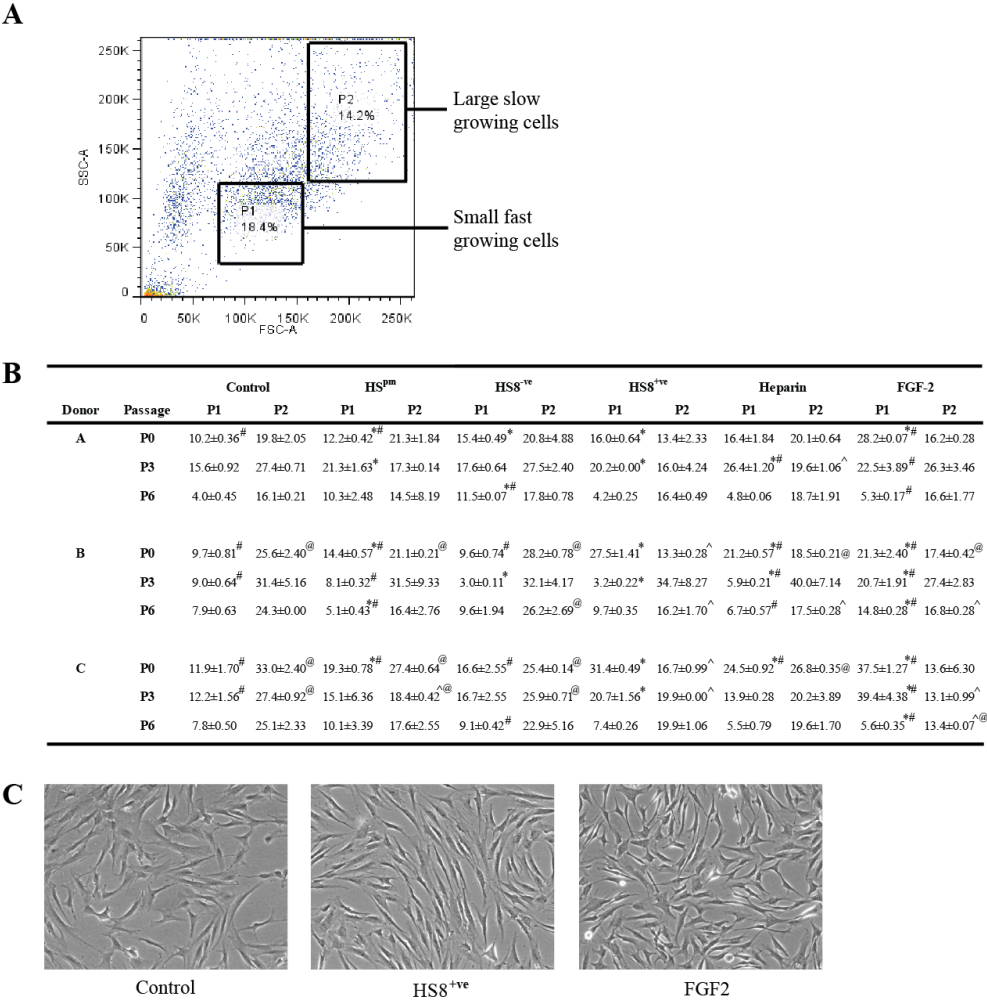 A
250K
200K
150K
100K
50K
0
SSC-A
P2
14.2%
P1
18.4%
0 50K 100K 150K 200K 250K
FSC-A
Large slow
growing cells
Small fast
growing cells
B
Control HSpm HS8-ve HS8+ve Heparin FGF-2
Donor Passage P1 P2 P1 P2 P1 P2 P1 P2 P1 P2 P1 P2
A P0 10.2±0.36# 19.8±2.05 12.2±0.42*# 21.3±1.84 15.4±0.49* 20.8±4.88 16.0±0.64* 13.4±2.33 16.4±1.84 20.1±0.64 28.2±0.07*# 16.2±0.28
P3 15.6±0.92 27.4±0.71 21.3±1.63* 17.3±0.14 17.6±0.64 27.5±2.40 20.2±0.00* 16.0±4.24 26.4±1.20*# 19.6±1.06^ 22.5±3.89# 26.3±3.46
P6 4.0±0.45 16.1±0.21 10.3±2.48 14.5±8.19 11.5±0.07*# 17.8±0.78 4.2±0.25 16.4±0.49 4.8±0.06 18.7±1.91 5.3±0.17# 16.6±1.77
B P0 9.7±0.81# 25.6±2.40@ 14.4±0.57*# 21.1±0.21@ 9.6±0.74# 28.2±0.78@ 27.5±1.41* 13.3±0.28^ 21.2±0.57*# 18.5±0.21@ 21.3±2.40*# 17.4±0.42@
P3 9.0±0.64# 31.4±5.16 8.1±0.32# 31.5±9.33 3.0±0.11* 32.1±4.17 3.2±0.22* 34.7±8.27 5.9±0.21*# 40.0±7.14 20.7±1.91*# 27.4±2.83
P6 7.9±0.63 24.3±0.00 5.1±0.43*# 16.4±2.76 9.6±1.94 26.2±2.69@ 9.7±0.35 16.2±1.70^ 6.7±0.57# 17.5±0.28^ 14.8±0.28*# 16.8±0.28^
C P0 11.9±1.70# 33.0±2.40@ 19.3±0.78*# 27.4±0.64@ 16.6±2.55# 25.4±0.14@ 31.4±0.49* 16.7±0.99^ 24.5±0.92*# 26.8±0.35@ 37.5±1.27*# 13.6±6.30
P3 12.2±1.56# 27.4±0.92@ 15.1±6.36 18.4±0.42^@ 16.7±2.55 25.9±0.71@ 20.7±1.56* 19.9±0.00^ 13.9±0.28 20.2±3.89 39.4±4.38*# 13.1±0.99^
P6 7.8±0.50 25.1±2.33 10.1±3.39 17.6±2.55 9.1±0.42# 22.9±5.16 7.4±0.26 19.9±1.06 5.5±0.79 19.6±1.70 5.6±0.35*# 13.4±0.07^@
C
Control HS8+ve FGF2